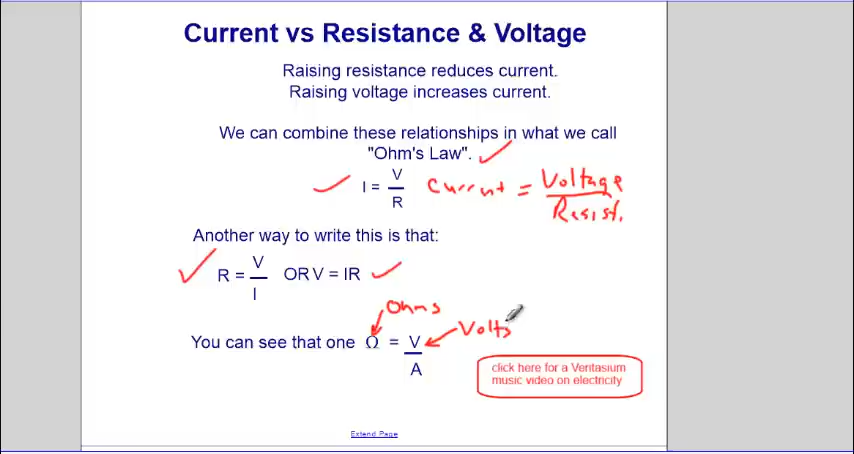 Current vs Resistance & Voltage
Raising resistance reduces current.
Raising voltage increases current.
We can combine these relationships in what we call
"Ohm's Law".
I = V/R Current = Voltage/Resist.
Another way to write this is that:
R = V/I OR V = IR
Ohms
Volts
You can see that one Ω = V/A
click here for a Veritasium
music video on electricity
Extend Page